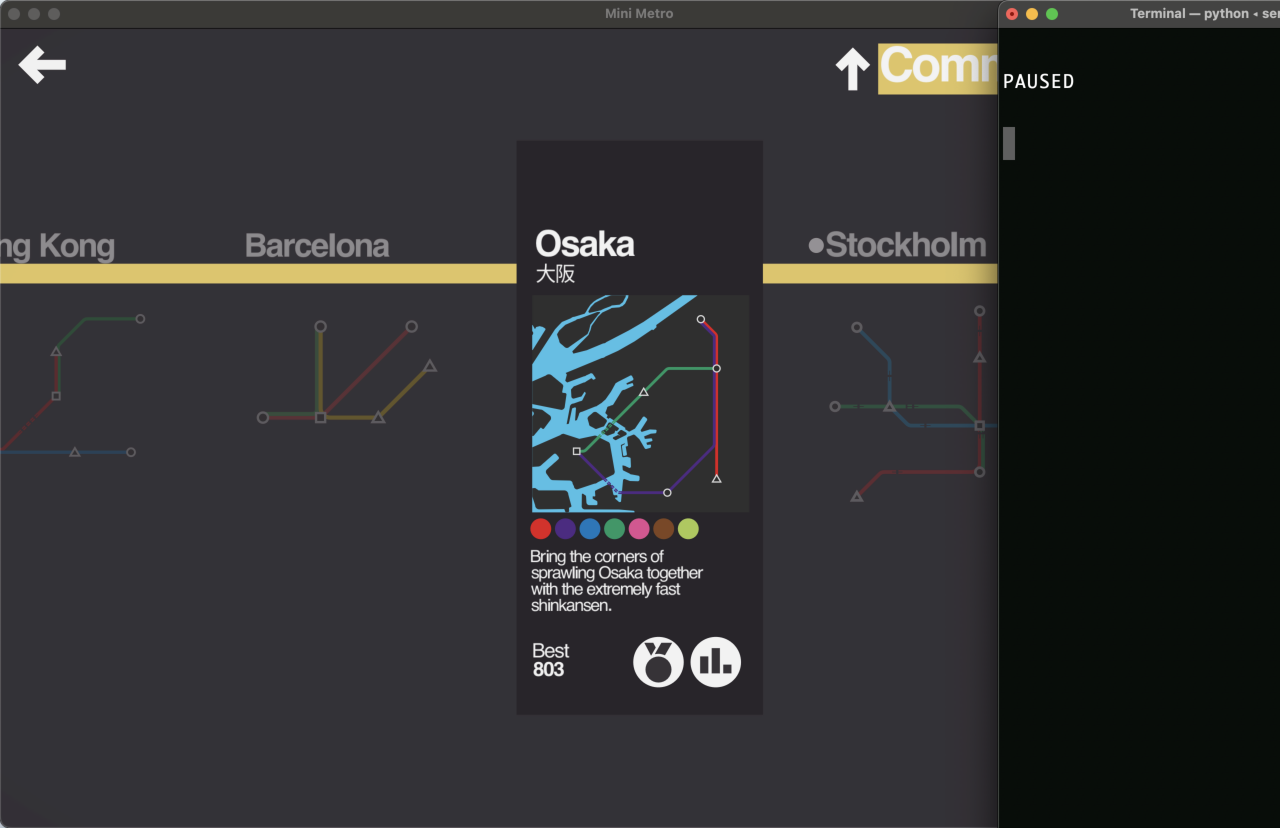 Mini Metro
Terminal — python ◂ ser
Comm
PAUSED
ng Kong
Barcelona
Osaka
大阪
Stockholm
Bring the corners of
sprawling Osaka together
with the extremely fast
shinkansen.
Best
803